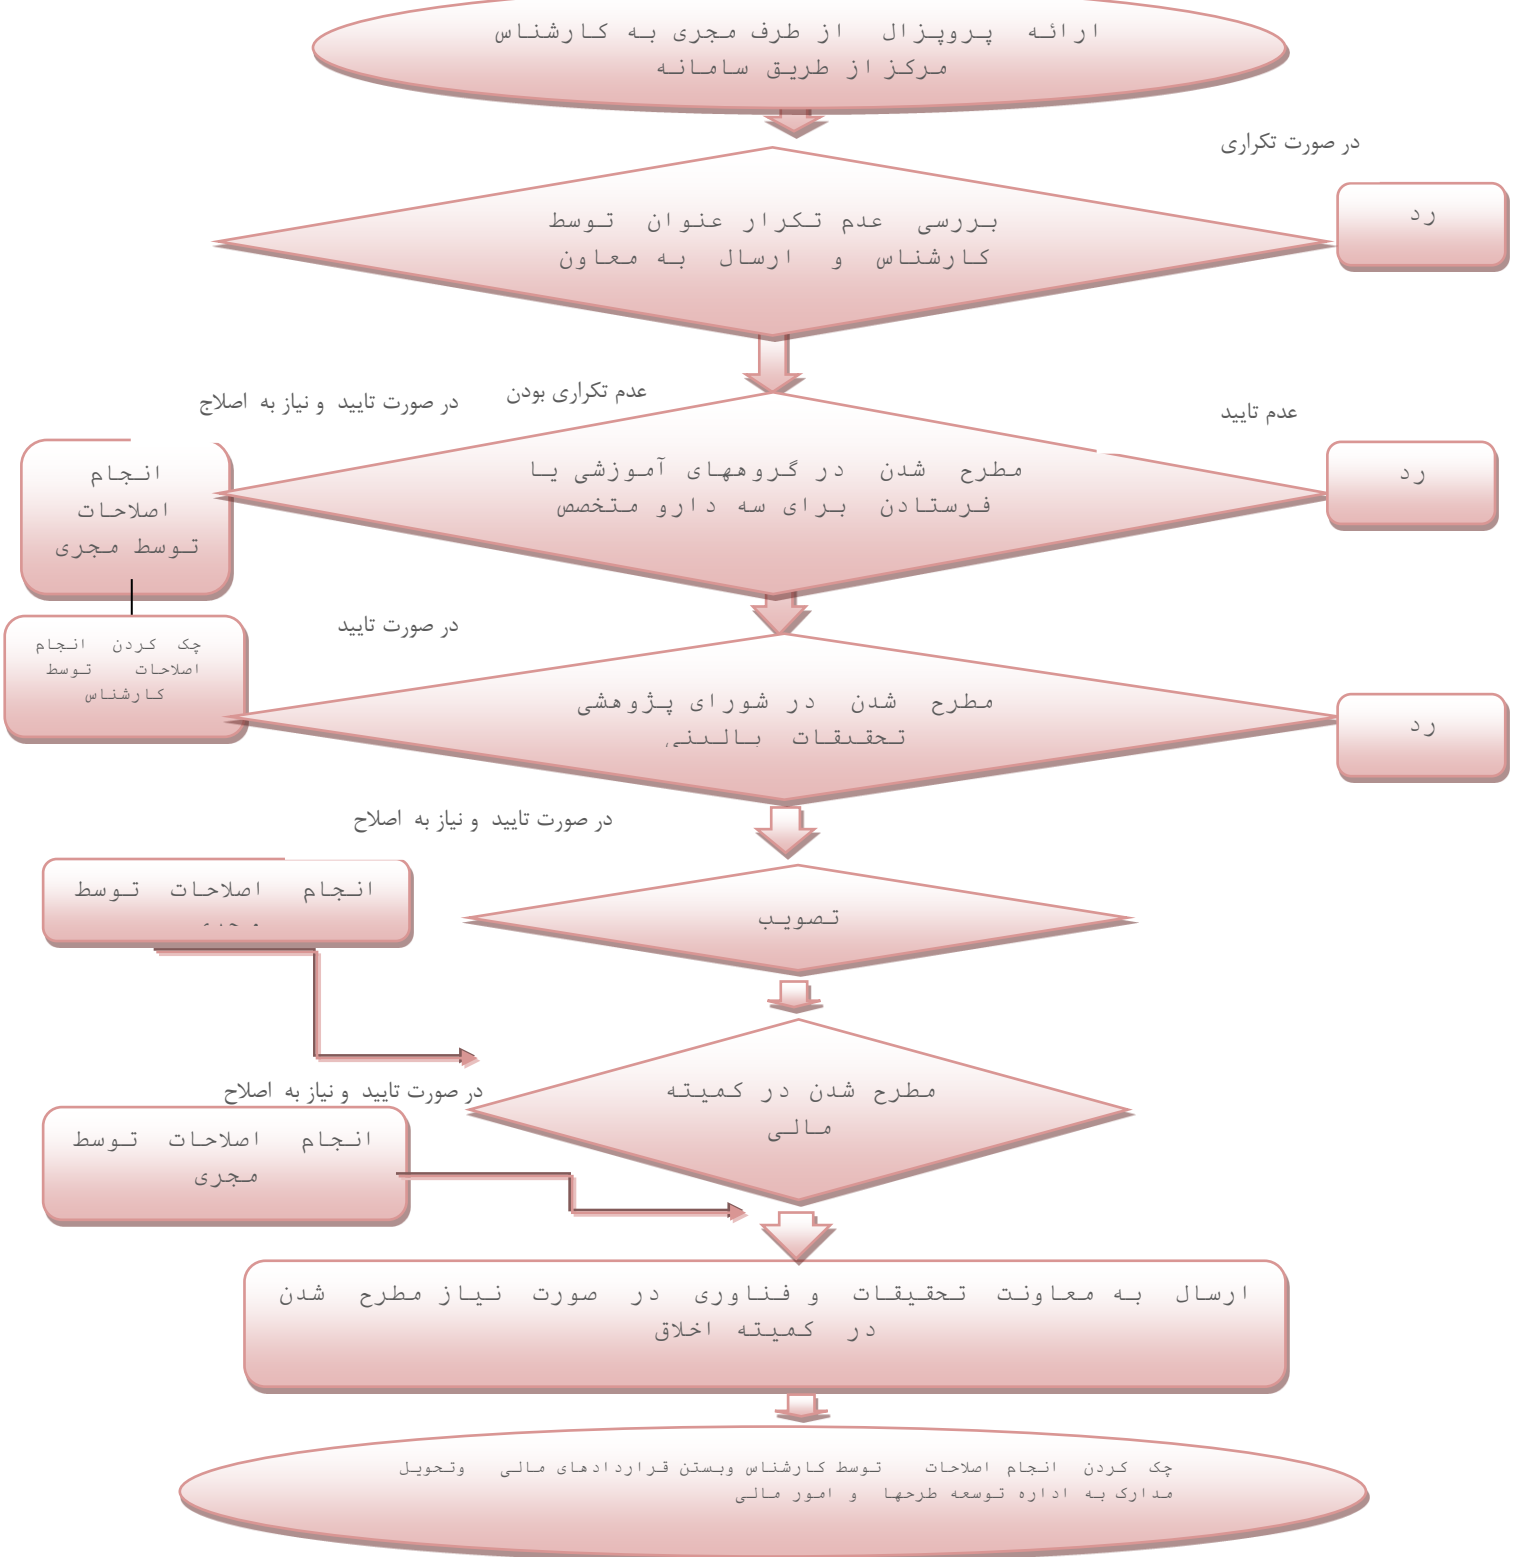 ارائه پروپزال از طرف مجری به کارشناس
مرکز از طریق سامانه
در صورت تکراری
رد
بررسی عدم تکرار عنوان توسط
کارشناس و ارسال به معاون
عدم تکراری بودن
در صورت تایید و نیاز به اصلاج
عدم تایید
انجام
اصلاحات
توسط مجری
مطرح شدن در گروههای آموزشی یا
فرستادن برای سه دارو متخصص
رد
در صورت تایید
چک کردن انجام
اصلاحات توسط
کارشناس
مطرح شدن در شورای پژوهشی
تحقیقات بالینی
رد
در صورت تایید و نیاز به اصلاح
انجام اصلاحات توسط
مجری
تصویب
در صورت تایید و نیاز به اصلاح
مطرح شدن در کمیته
مالی
انجام اصلاحات توسط
مجری
ارسال به معاونت تحقیقات و فناوری در صورت نیاز مطرح شدن
در کمیته اخلاق
چک کردن انجام اصلاحات توسط کارشناس وبستن قراردادهای مالی وتحویل
مدارک به اداره توسعه طرحها و امور مالی